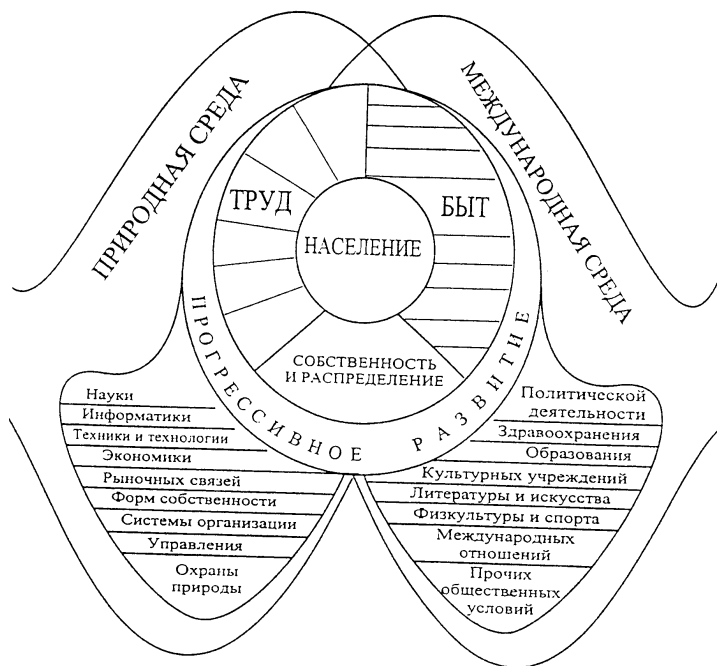 ПРИРОДНАЯ СРЕДА
МЕЖДУНАРОДНАЯ СРЕДА
ТРУД
БЫТ
НАСЕЛЕНИЕ
СОБСТВЕННОСТЬ
И РАСПРЕДЕЛЕНИЕ
ПРОГРЕССИВНОЕ РАЗВИТИЕ
Науки
Информатики
Техники и технологии
Экономики
Рыночных связей
Форм собственности
Системы организации
Управления
Охраны
природы
Политической
деятельности
Здравоохранения
Образования
Культурных учреждений
Литературы и искусства
Физкультуры и спорта
Международных
отношений
Прочих
общественных
условий